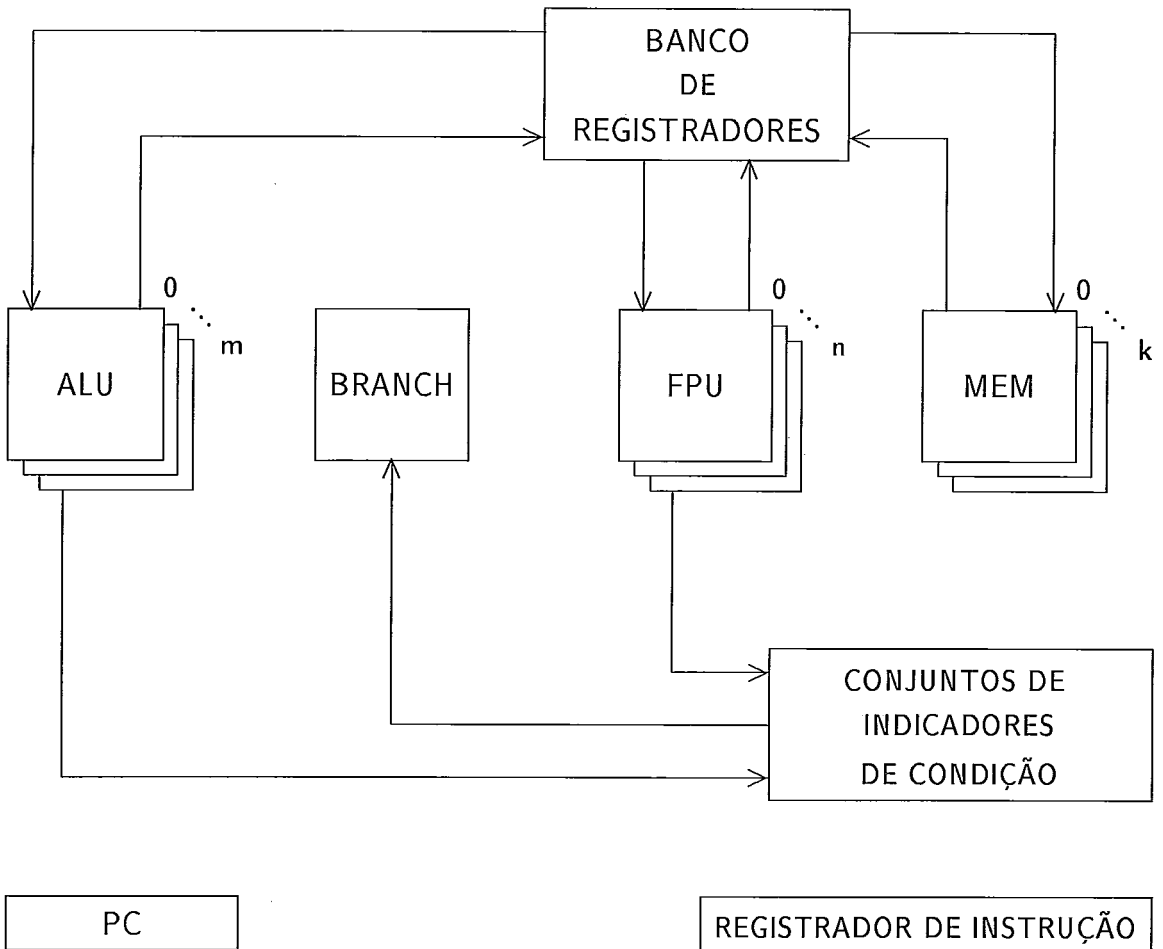 BANCO
DE
REGISTRADORES
0
m
0
n
0
k
ALU
BRANCH
FPU
MEM
CONJUNTOS DE
INDICADORES
DE CONDIÇÃO
PC
REGISTRADOR DE INSTRUÇÃO